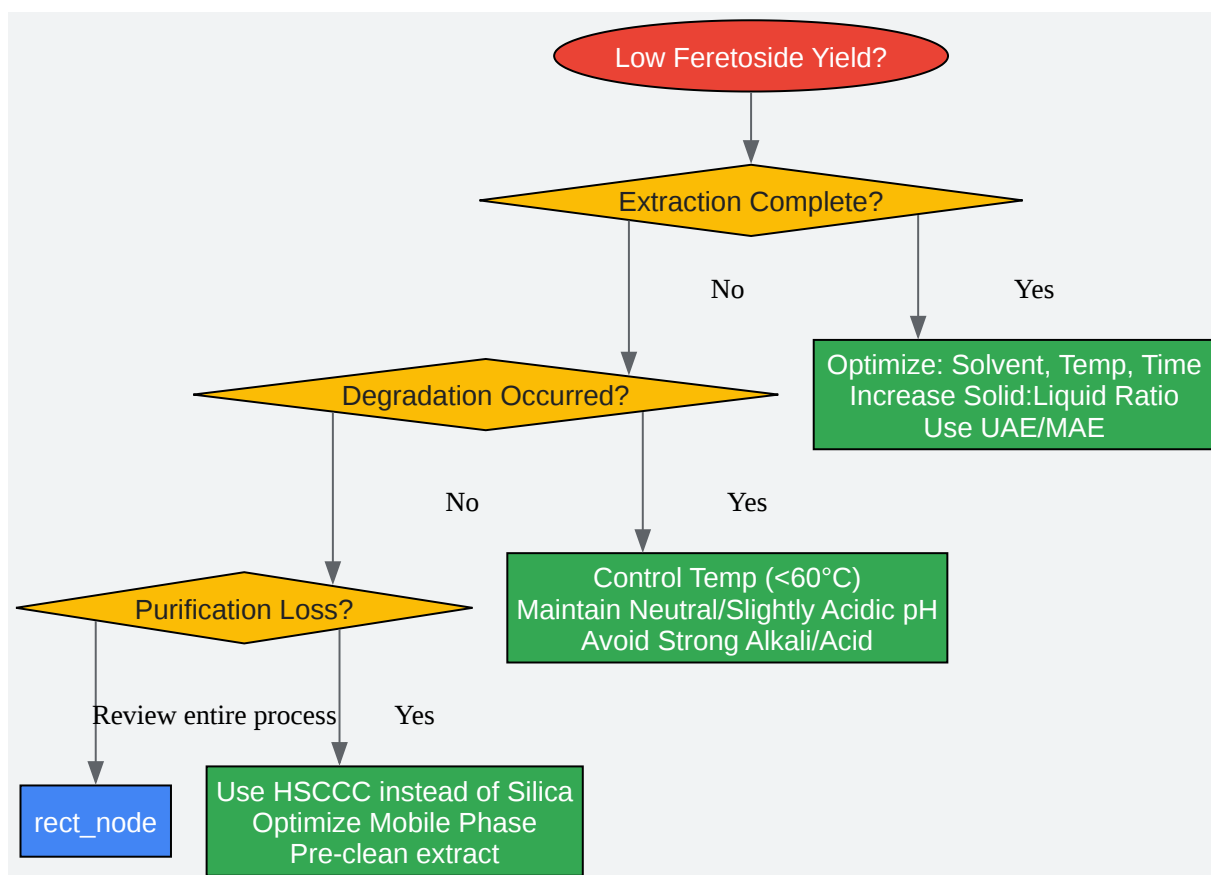 Low Feretoside Yield?
Extraction Complete?
No
Yes
Optimize: Solvent, Temp, Time
Increase Solid:Liquid Ratio
Use UAE/MAE
Degradation Occurred?
No
Yes
Control Temp (<60°C)
Maintain Neutral/Slightly Acidic pH
Avoid Strong Alkali/Acid
Purification Loss?
Review entire process
Yes
rect_node
Use HSCCC instead of Silica
Optimize Mobile Phase
Pre-clean extract